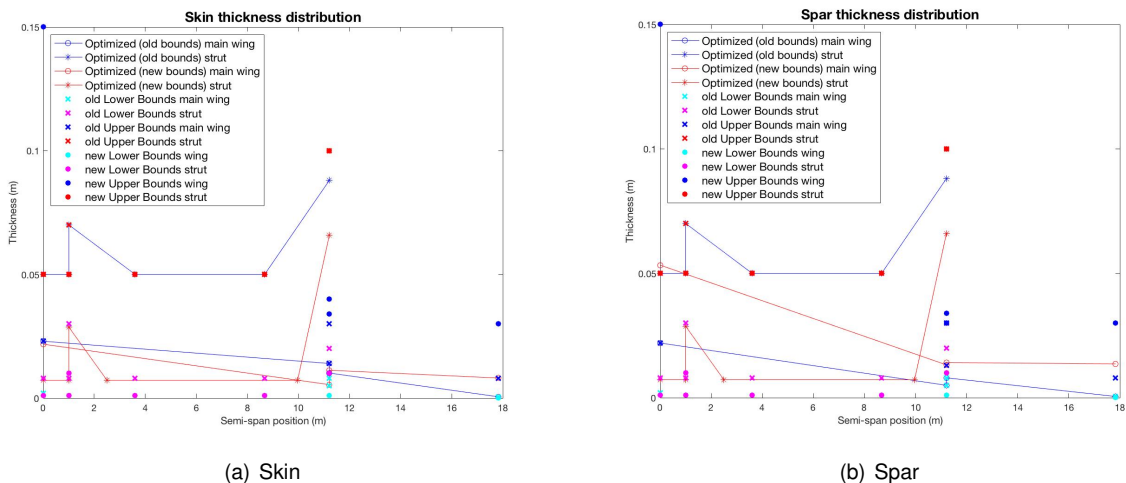 Skin thickness distribution
0.15
Optimized (old bounds) main wing
Optimized (old bounds) strut
Optimized (new bounds) main wing
Optimized (new bounds) strut
old Lower Bounds main wing
old Lower Bounds strut
old Upper Bounds main wing
old Upper Bounds strut
new Lower Bounds wing
new Lower Bounds strut
new Upper Bounds wing
new Upper Bounds strut
0.1
Thickness (m)
0.05
0
0 2 4 6 8 10 12 14 16 18
Semi-span position (m)
(a) Skin
Spar thickness distribution
0.15
Optimized (old bounds) main wing
Optimized (old bounds) strut
Optimized (new bounds) main wing
Optimized (new bounds) strut
old Lower Bounds main wing
old Lower Bounds strut
old Upper Bounds main wing
old Upper Bounds strut
new Lower Bounds wing
new Lower Bounds strut
new Upper Bounds wing
new Upper Bounds strut
0.1
Thickness (m)
0.05
0
0 2 4 6 8 10 12 14 16 18
Semi-span position (m)
(b) Spar